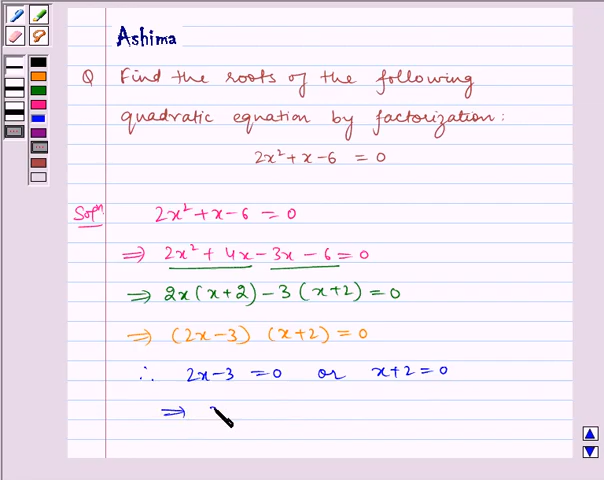 Ashima
Q Find the roots of the following
quadratic equation by factorization:
2x² + x - 6 = 0
Solⁿ 2x² + x - 6 = 0
⇒ 2x² + 4x - 3x - 6 = 0
⇒ 2x (x+2) - 3 (x+2) = 0
⇒ (2x-3) (x+2) = 0
∴ 2x-3 = 0 or x+2 = 0
⇒